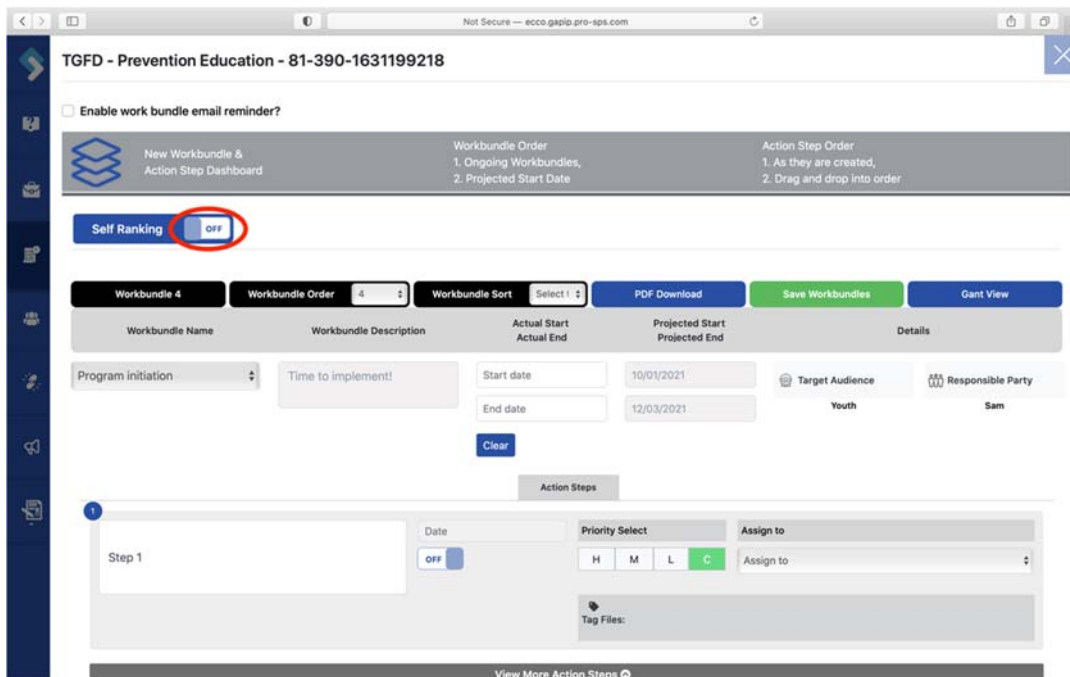 Not Secure — ecco.gapip.pro-sps.com
TGFD - Prevention Education - 81-390-1631199218
Enable work bundle email reminder?
New Workbundle &
Action Step Dashboard
Workbundle Order
1. Ongoing Workbundles,
2. Projected Start Date
Action Step Order
1. As they are created,
2. Drag and drop into order
Self Ranking OFF
Workbundle 4 Workbundle Order 4 Workbundle Sort Select PDF Download Save Workbundles Gant View
Workbundle Name Workbundle Description Actual Start Projected Start Details
Actual End Projected End
Program initiation Time to implement! Start date 10/01/2021 Target Audience Responsible Party
Youth Sam
End date 12/03/2021
Clear
Action Steps
1
Step 1 Date Priority Select Assign to
OFF H M L C Assign to
Tag Files:
View More Action Steps